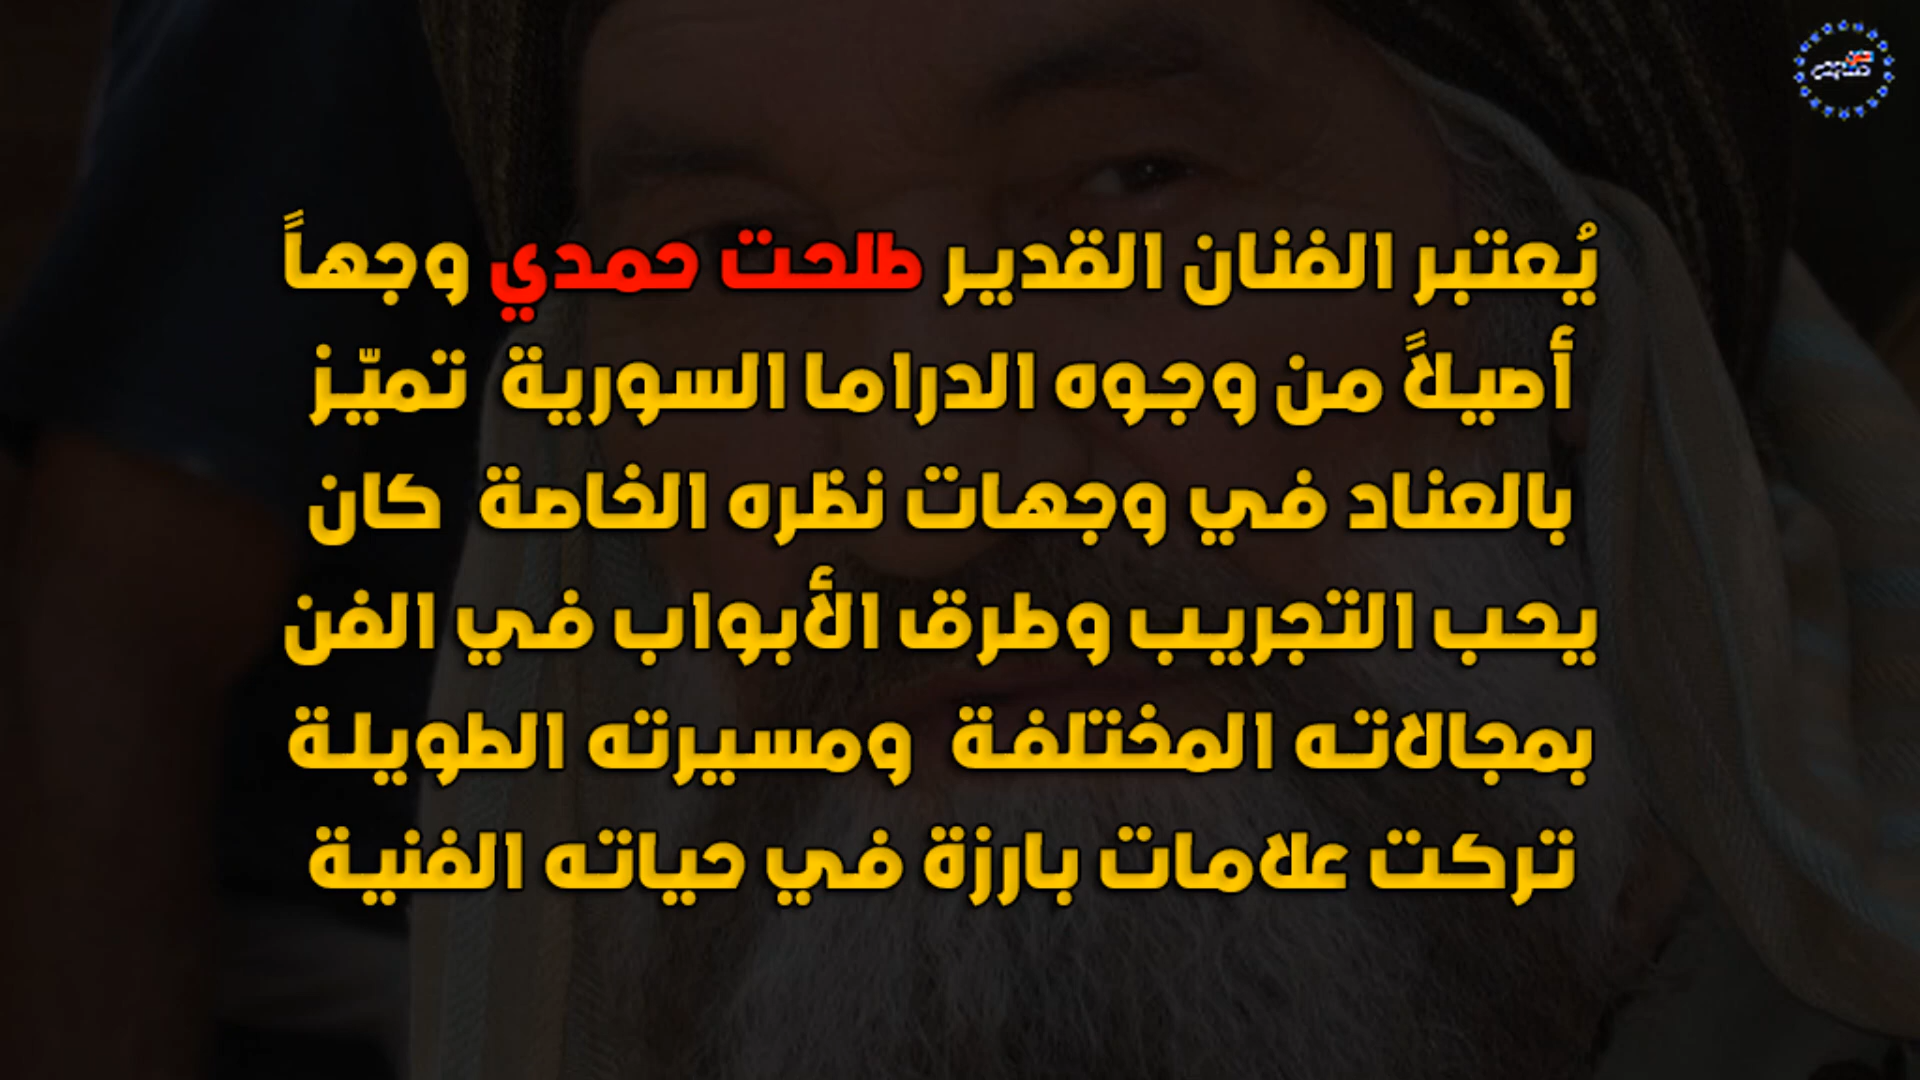 يُعتبر الفنان القدير طلحت حمدي وجهاً
أصيلاً من وجوه الدراما السورية تميّز
بالعناد في وجهات نظره الخاصة كان
يحب التجريب وطرق الأبواب في الفن
بمجالاته المختلفة ومسيرته الطويلة
تركت علامات بارزة في حياته الفنية